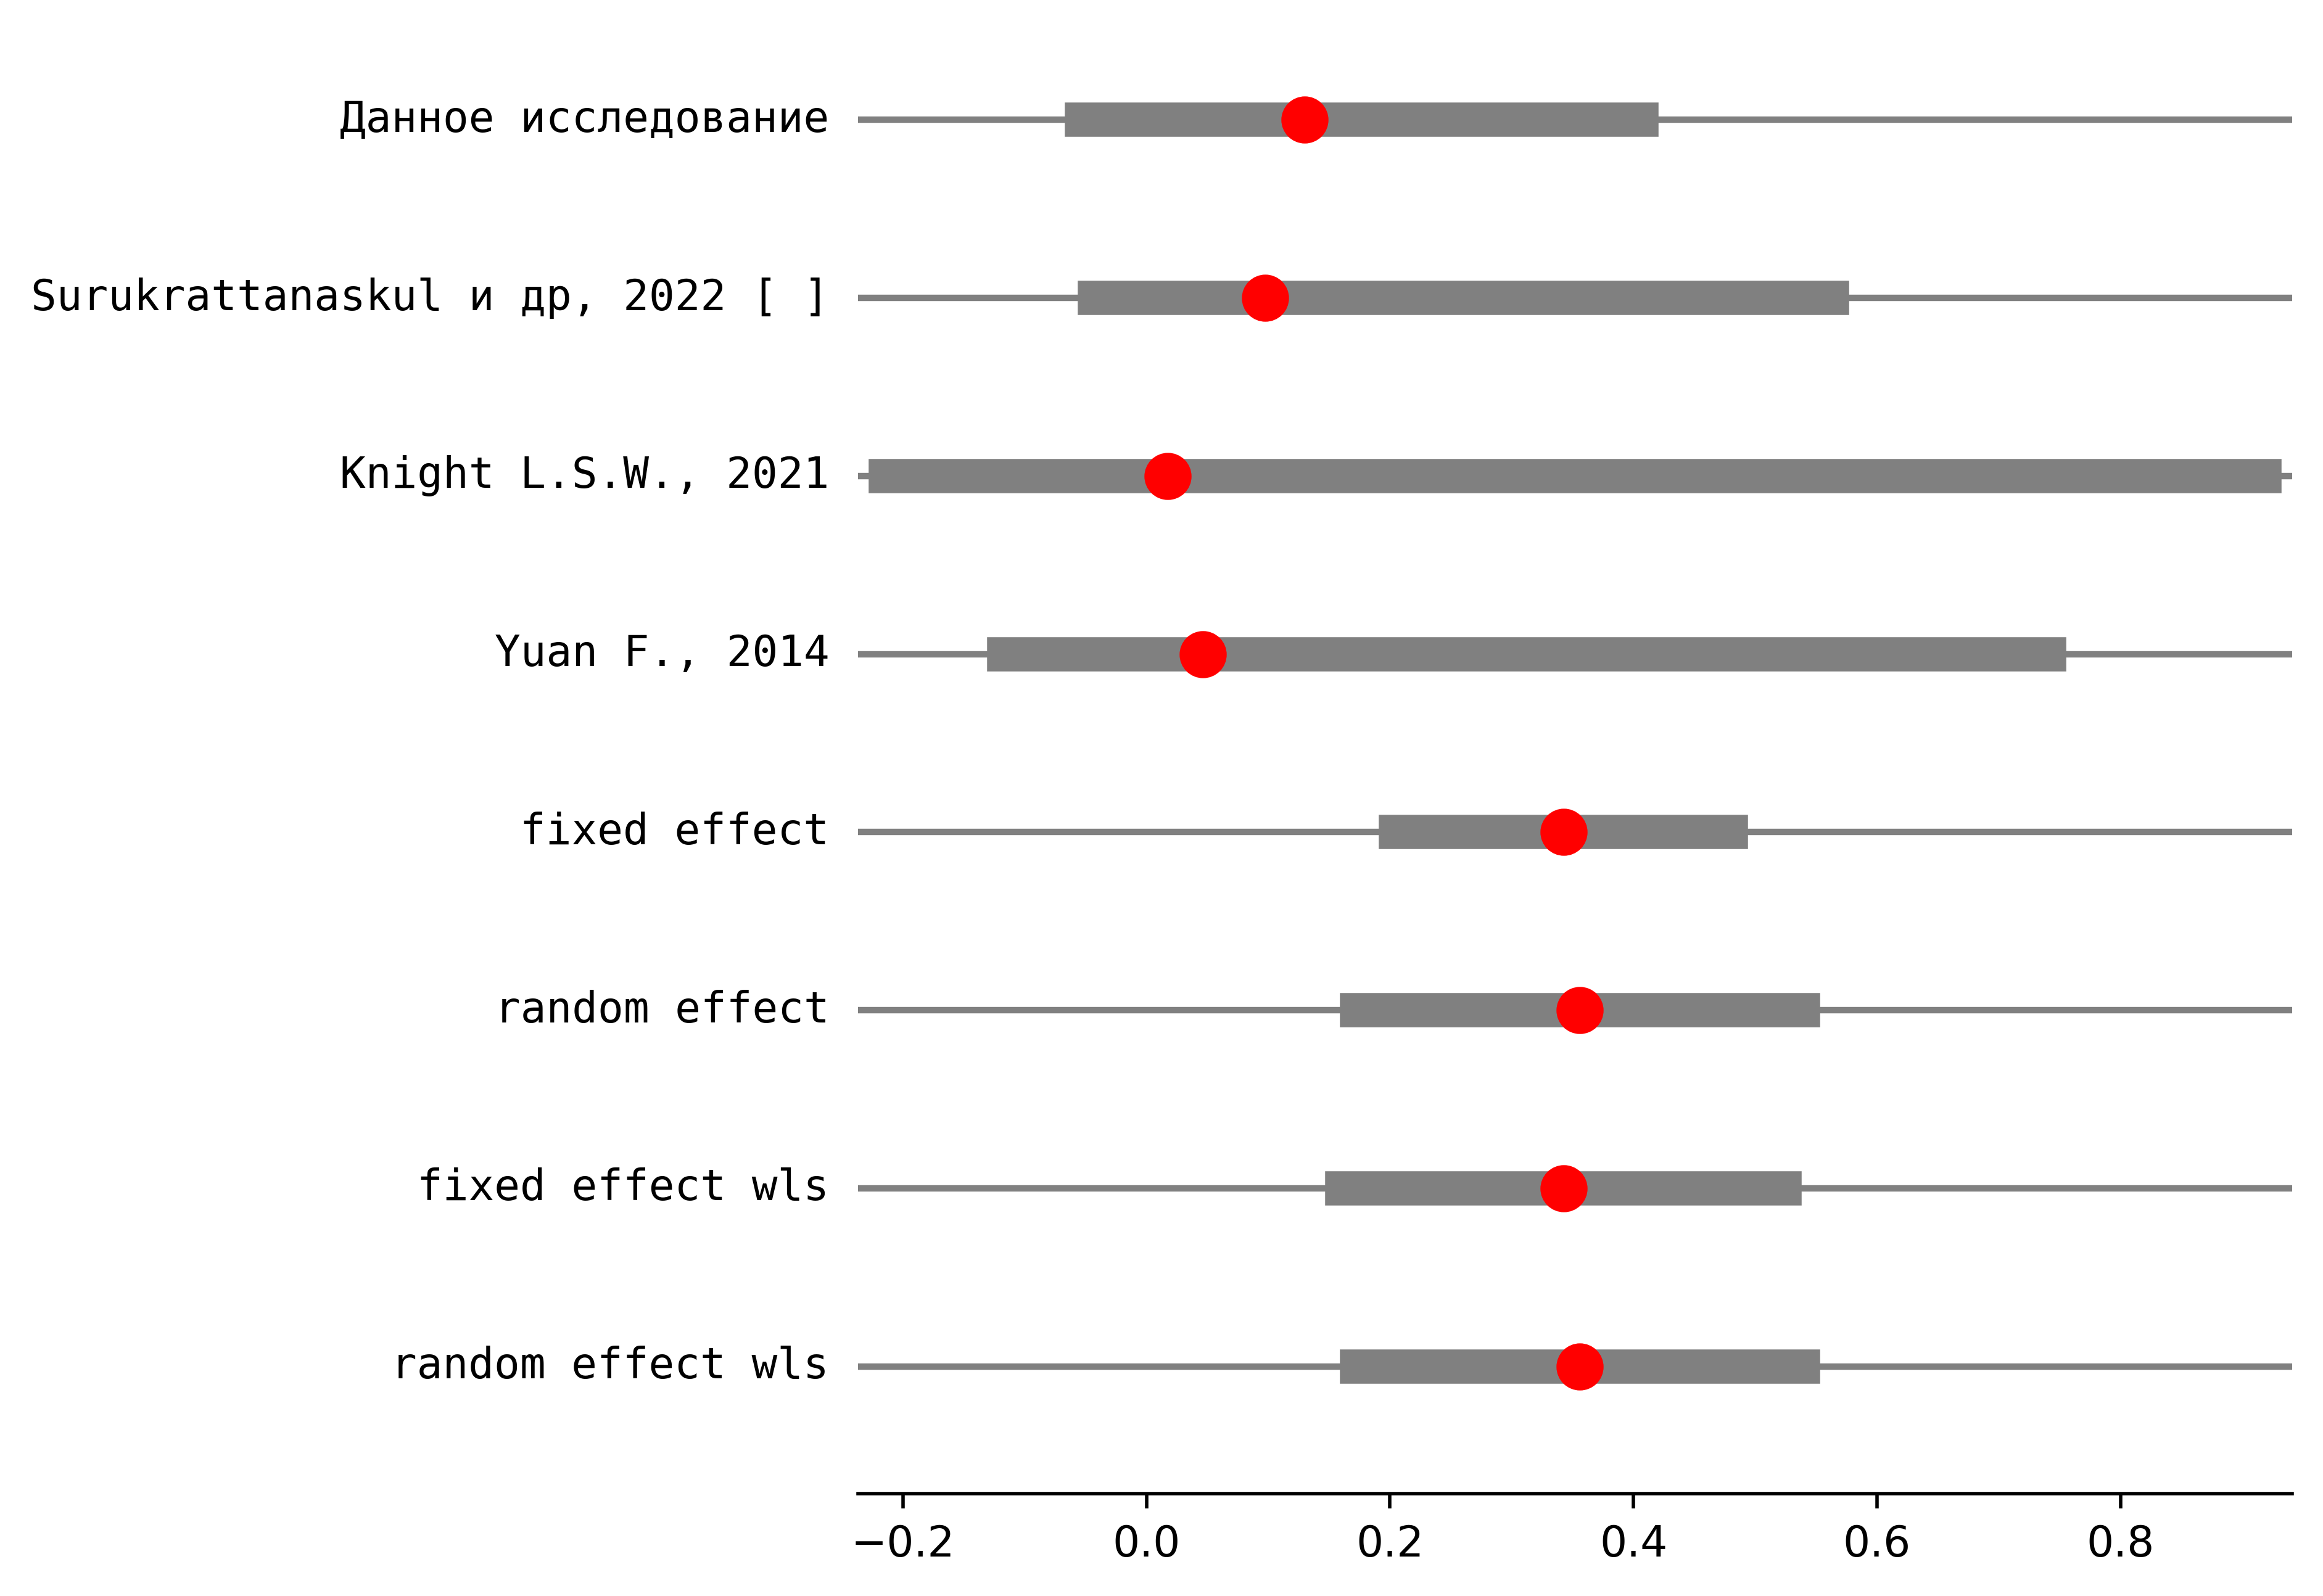 Данное исследование
Surukrattanaskul и др, 2022 [ ]
Knight L.S.W., 2021
Yuan F., 2014
fixed effect
random effect
fixed effect wls
random effect wls
−0.2 0.0 0.2 0.4 0.6 0.8